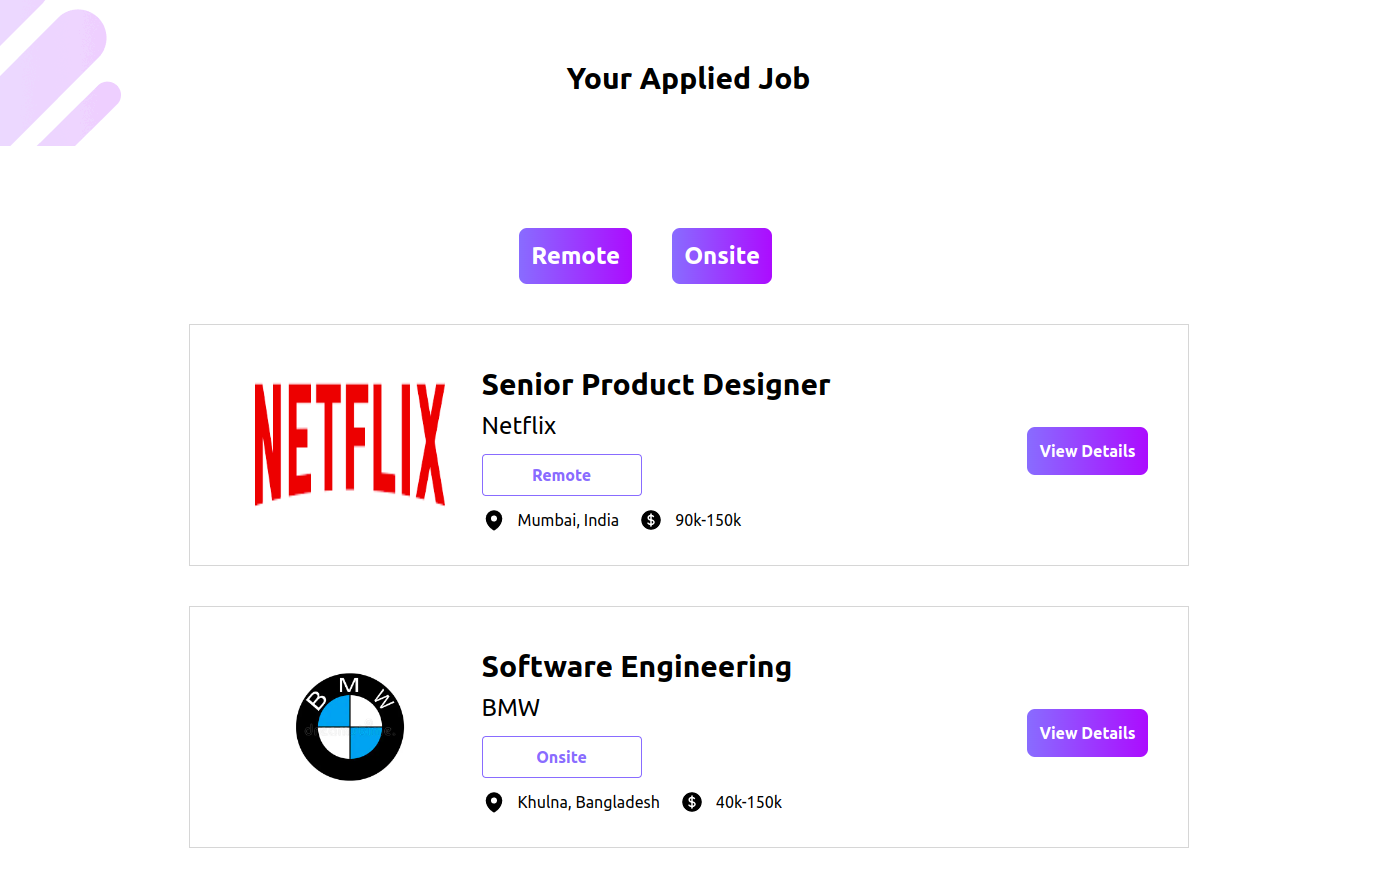 Your Applied Job
Remote Onsite
NETFLIX
Senior Product Designer
Netflix
Remote
Mumbai, India $ 90k-150k
View Details
BMW
Software Engineering
BMW
Onsite
Khulna, Bangladesh $ 40k-150k
View Details